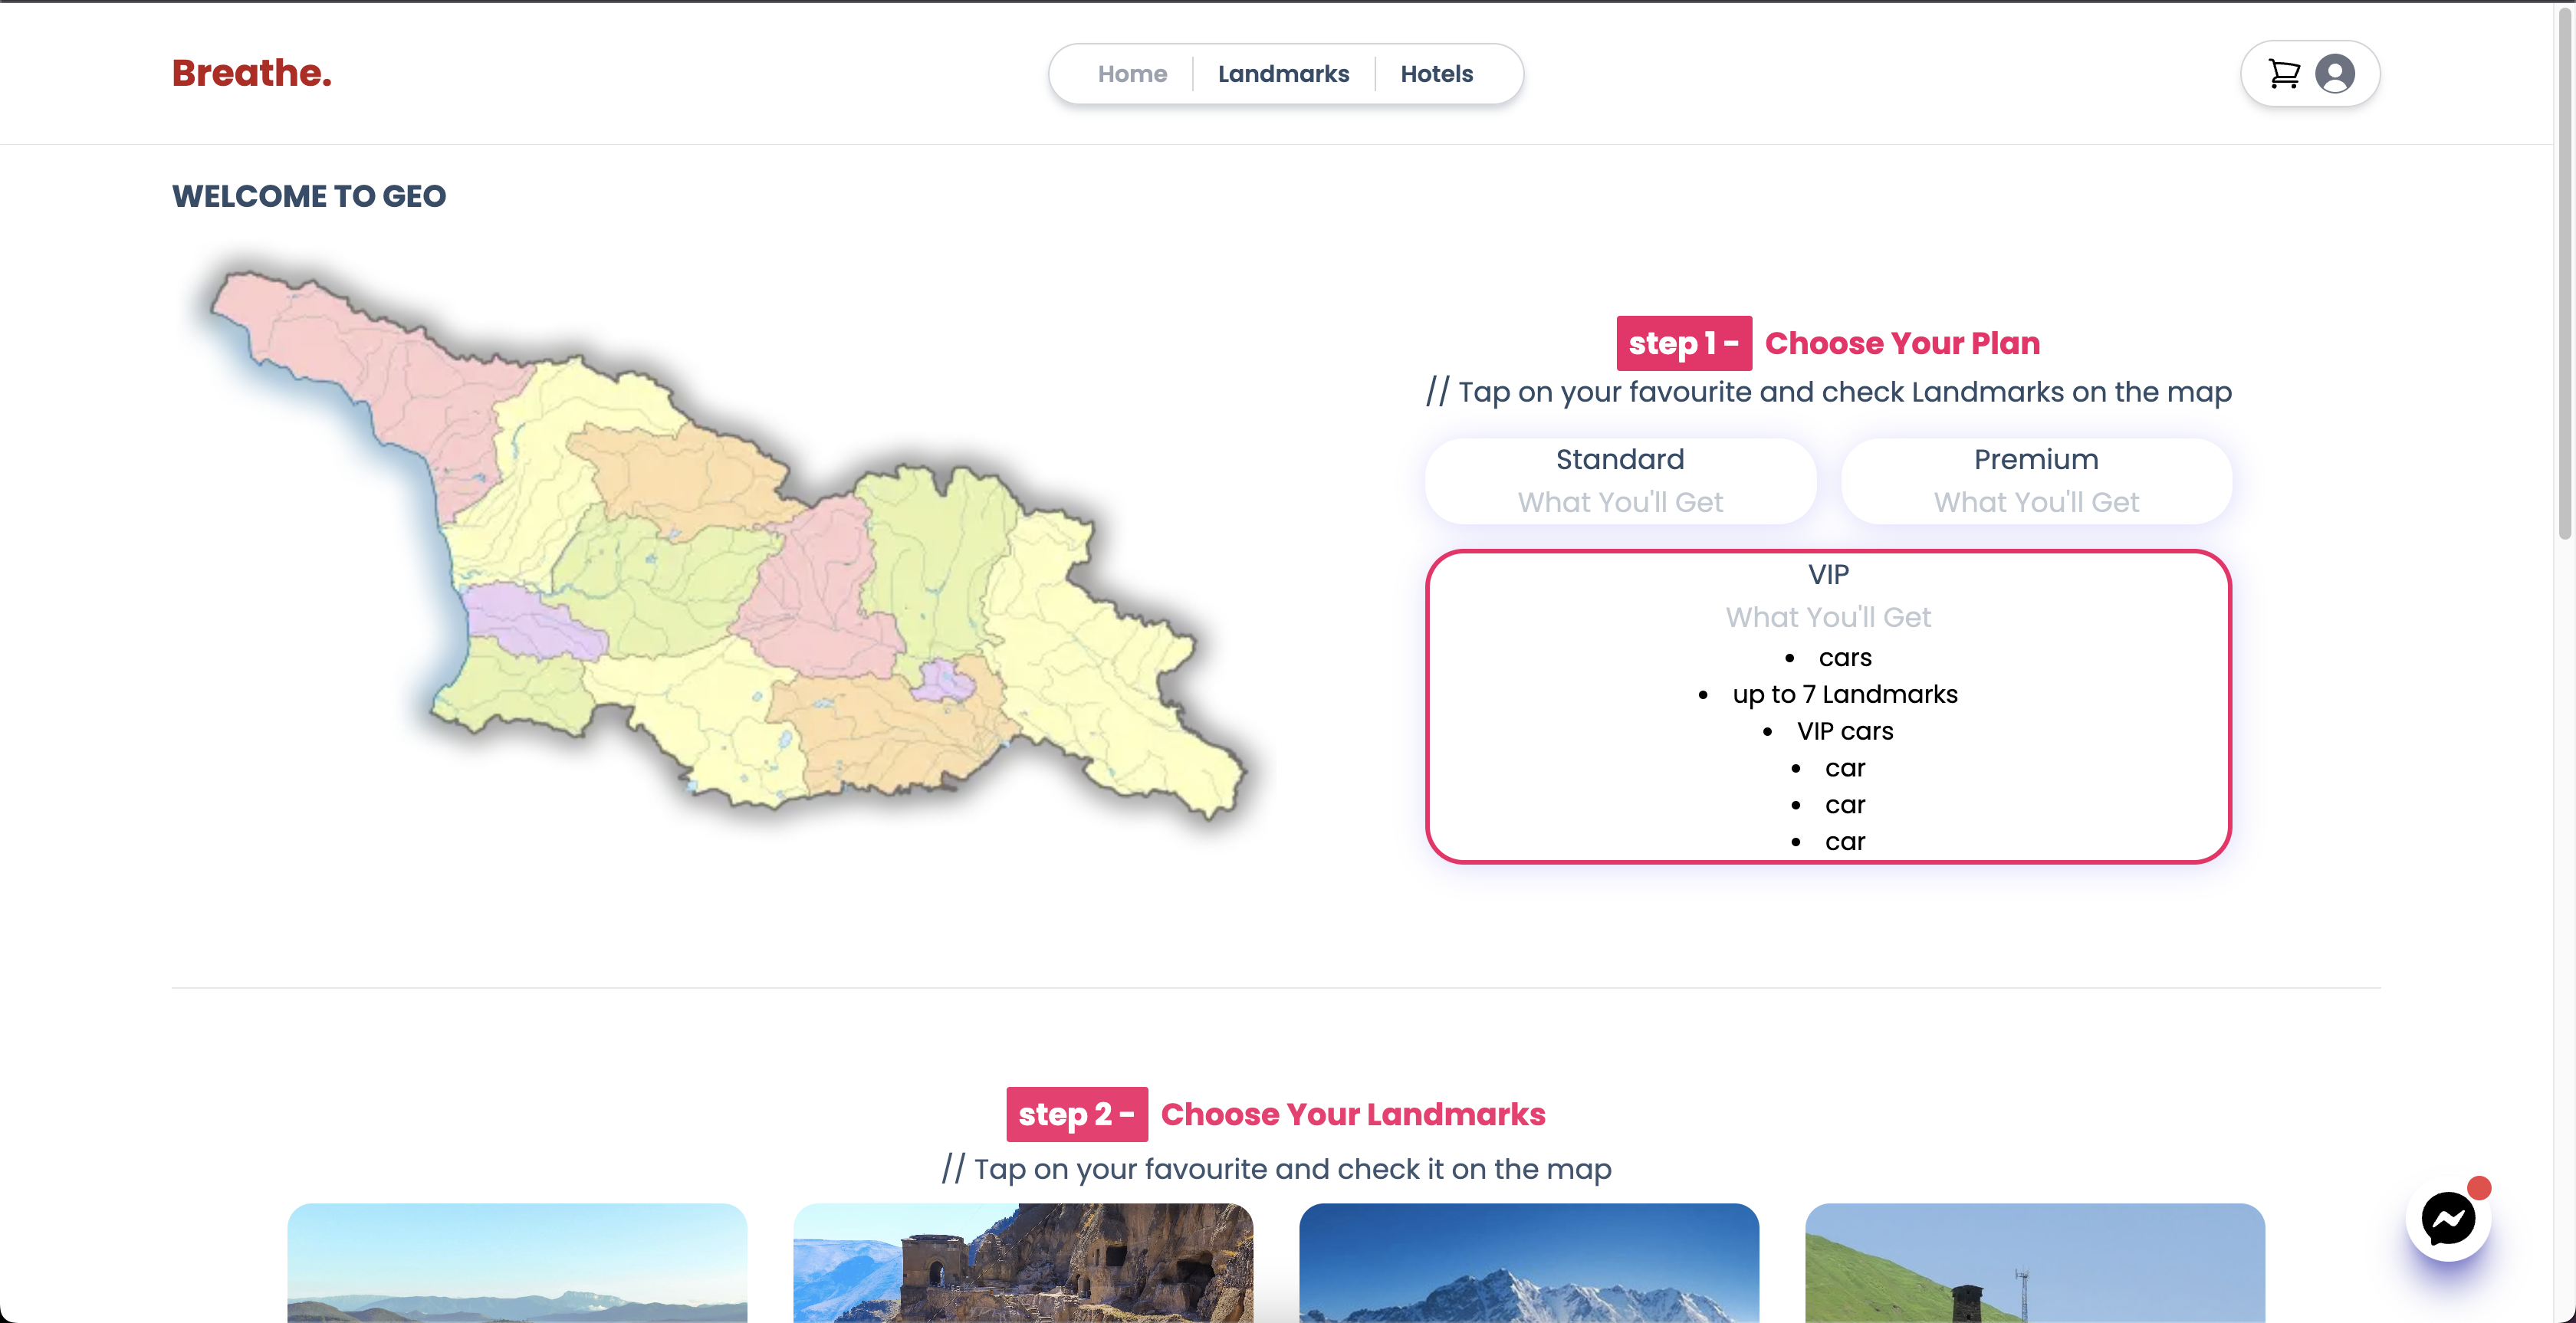 Breathe.
Home
Landmarks
Hotels
WELCOME TO GEO
step 1 - Choose Your Plan
// Tap on your favourite and check Landmarks on the map
Standard
What You'll Get
Premium
What You'll Get
VIP
What You'll Get
• cars
• up to 7 Landmarks
• VIP cars
• car
• car
• car
step 2 - Choose Your Landmarks
// Tap on your favourite and check it on the map